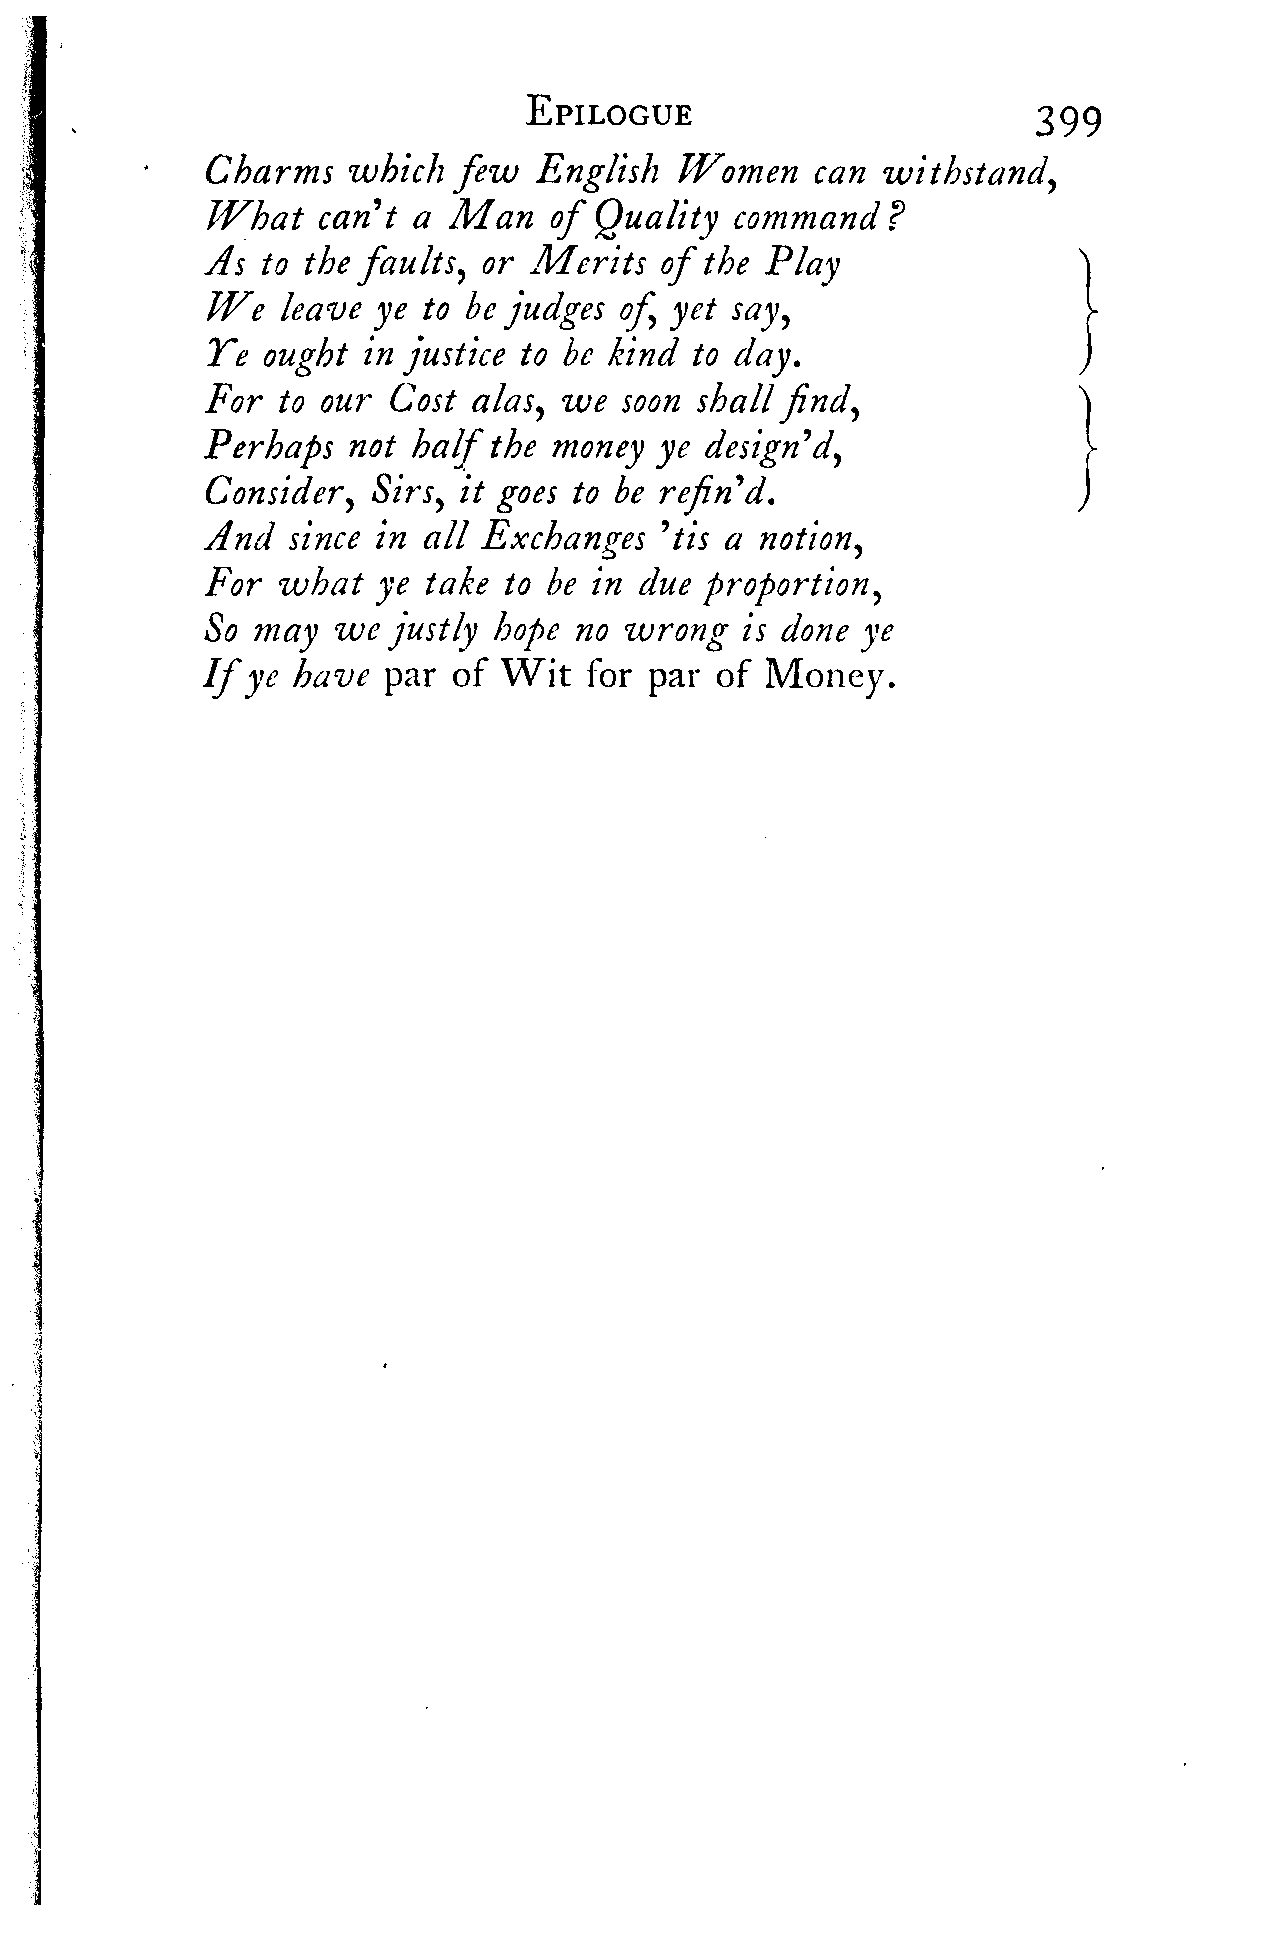 EPILOGUE 399
Charms which few English Women can withstand,
What can't a Man of Quality command?
As to the faults, or Merits of the Play
We leave ye to be judges of, yet say,
Ye ought in justice to be kind to day.
For to our Cost alas, we soon shall find,
Perhaps not half the money ye design'd,
Consider, Sirs, it goes to be refin'd.
And since in all Exchanges 'tis a notion,
For what ye take to be in due proportion,
So may we justly hope no wrong is done ye
If ye have par of Wit for par of Money.